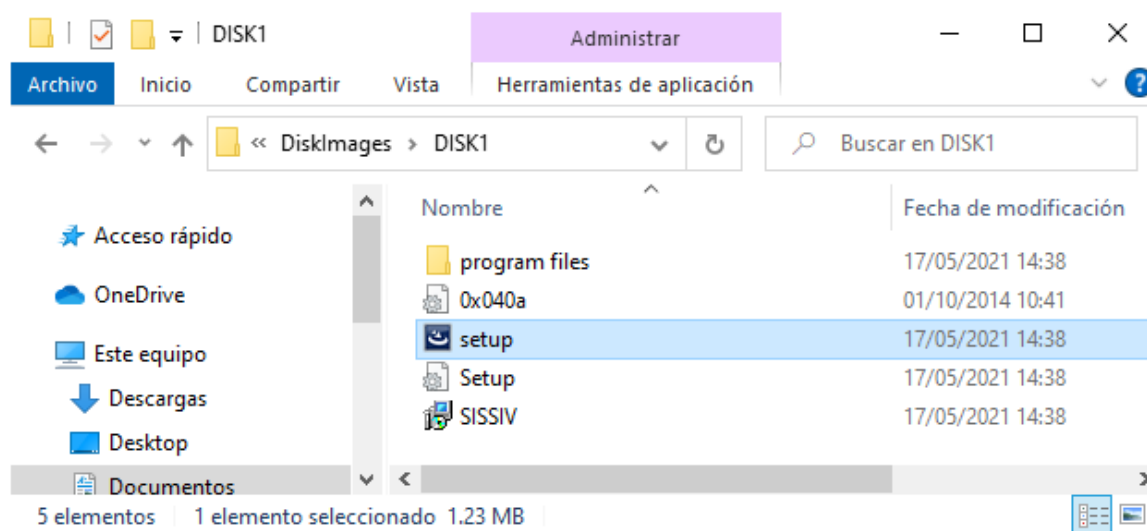 DISK1
Administrar
Archivo Inicio Compartir Vista Herramientas de aplicación
« DiskImages > DISK1 Buscar en DISK1
Nombre Fecha de modificación
Acceso rápido
OneDrive
Este equipo
Descargas
Desktop
Documentos
program files 17/05/2021 14:38
0x040a 01/10/2014 10:41
setup 17/05/2021 14:38
Setup 17/05/2021 14:38
SISSIV 17/05/2021 14:38
5 elementos 1 elemento seleccionado 1.23 MB